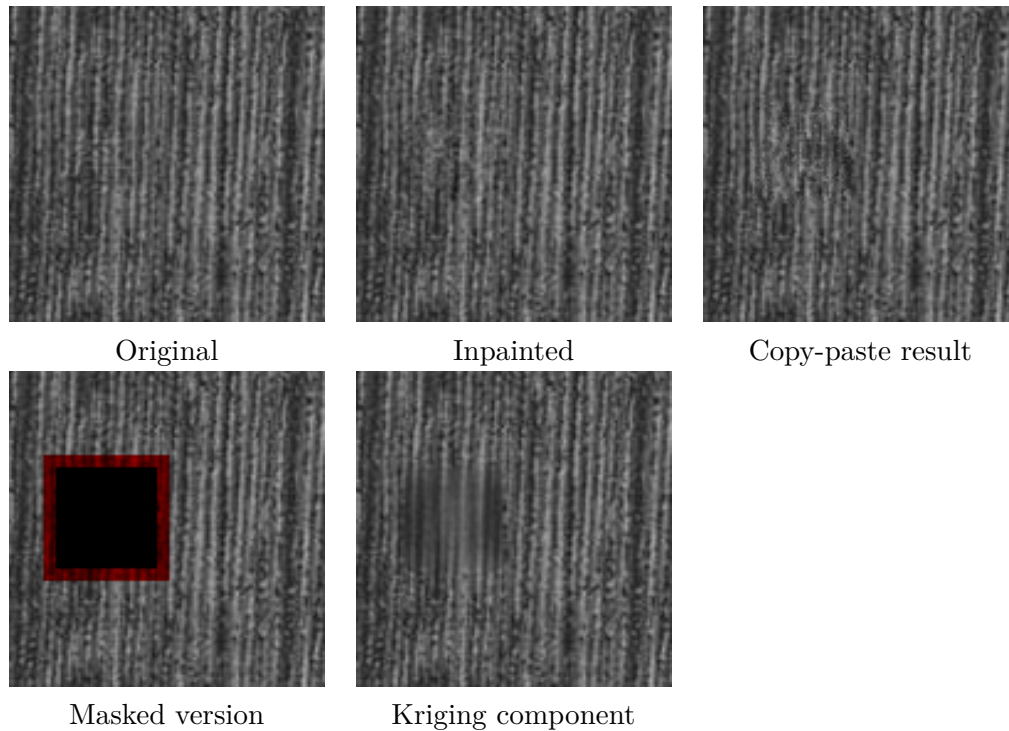 Original
Inpainted
Copy-paste result
Masked version
Kriging component